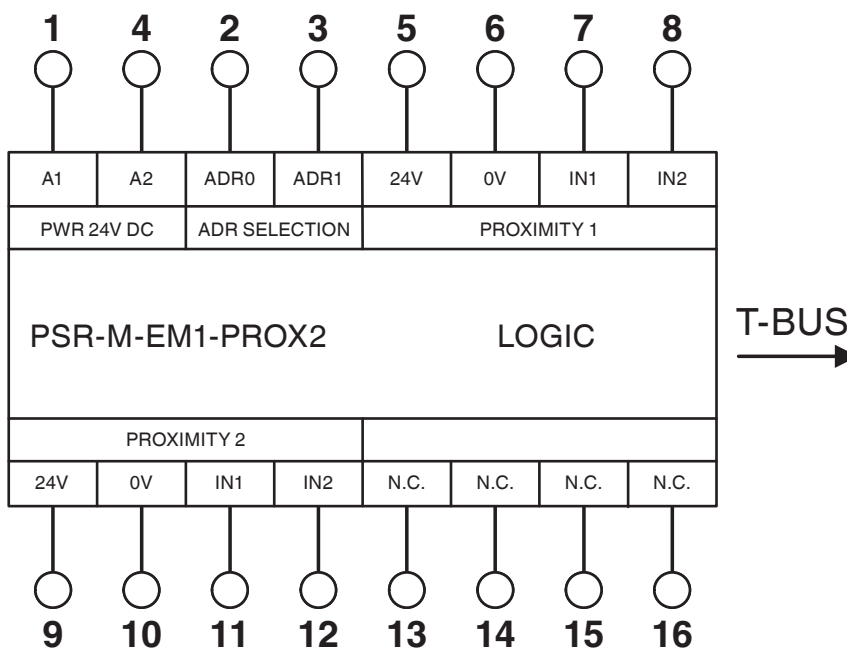 1 4 2 3 5 6 7 8
A1 A2 ADR0 ADR1 24V 0V IN1 IN2
PWR 24V DC ADR SELECTION PROXIMITY 1
PSR-M-EM1-PROX2 LOGIC
T-BUS
PROXIMITY 2
24V 0V IN1 IN2 N.C. N.C. N.C. N.C.
9 10 11 12 13 14 15 16